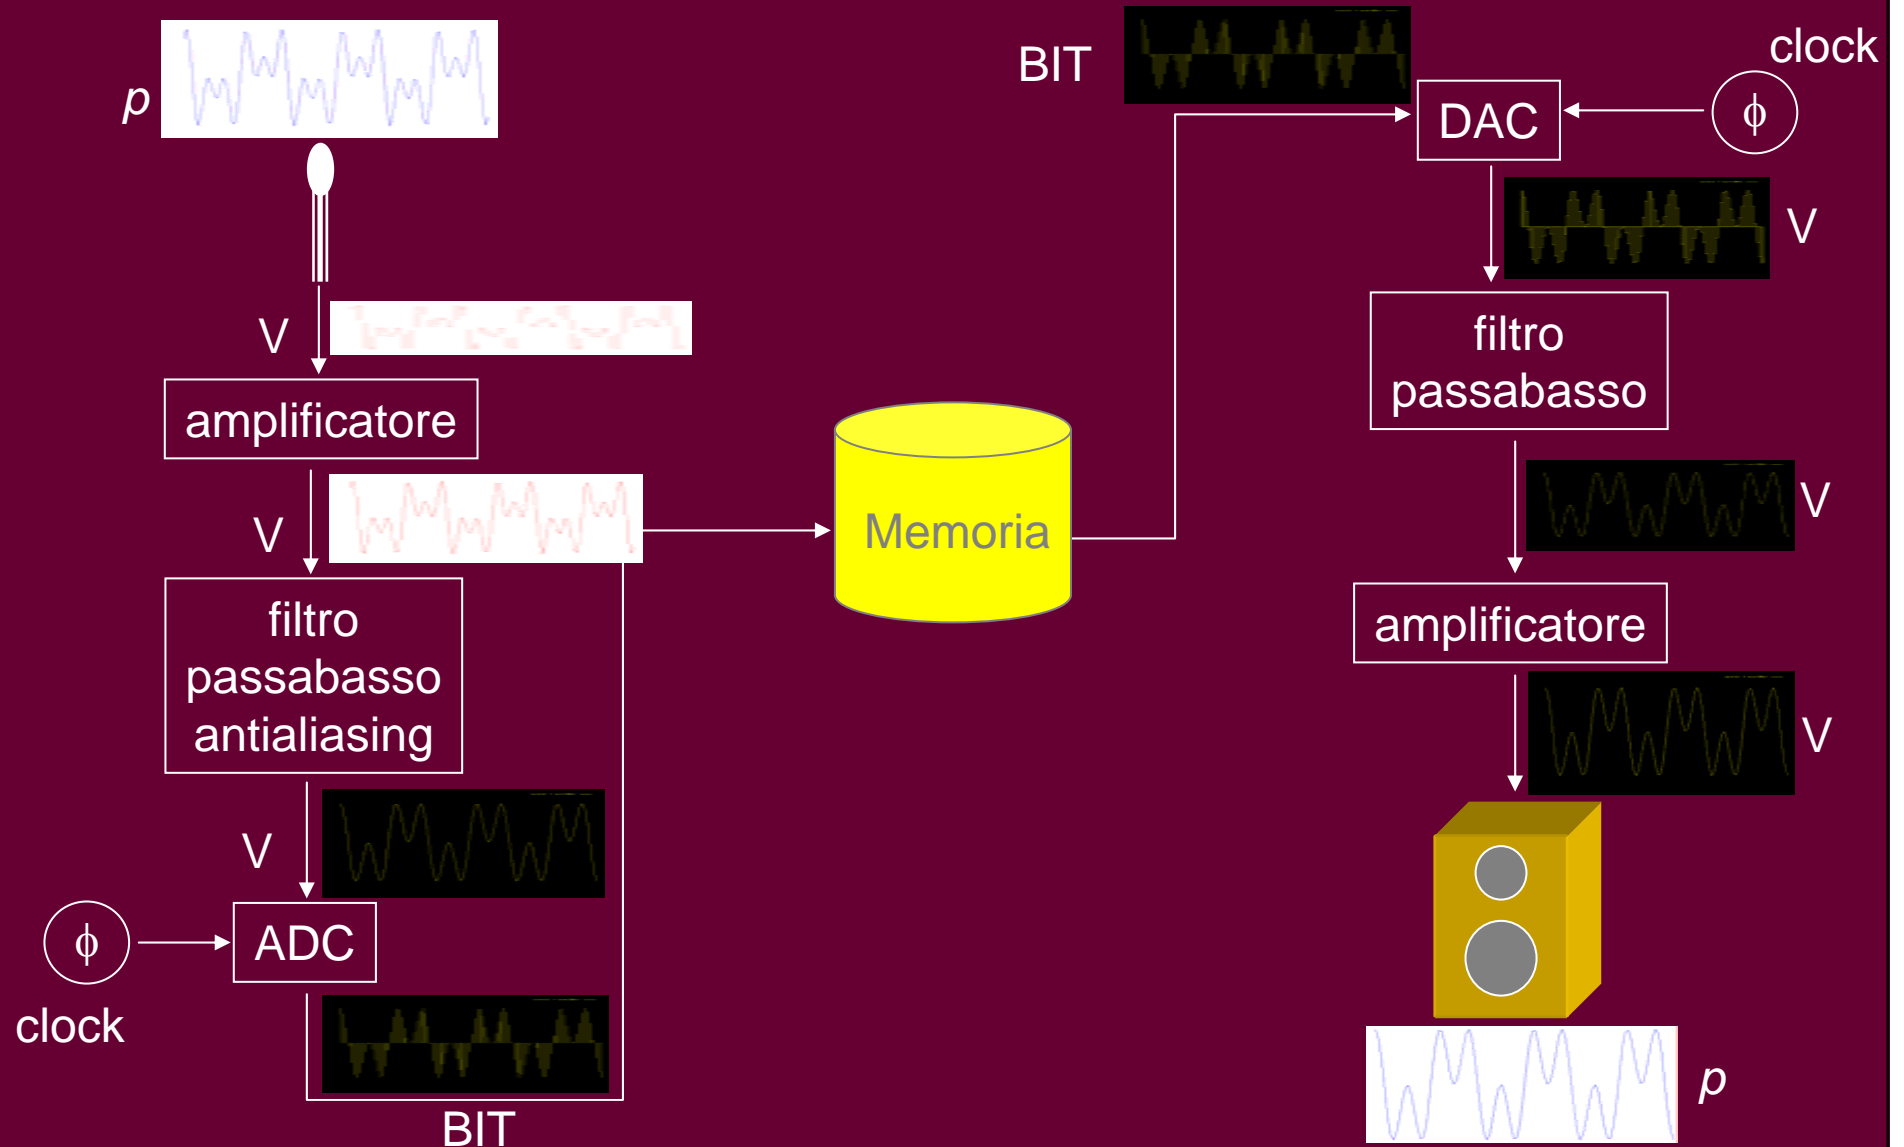 p
V
amplificatore
V
filtro
passabasso
antialiasing
V
ϕ
ADC
clock
BIT
Memoria
BIT
clock
DAC
ϕ
V
filtro
passabasso
V
amplificatore
V
p